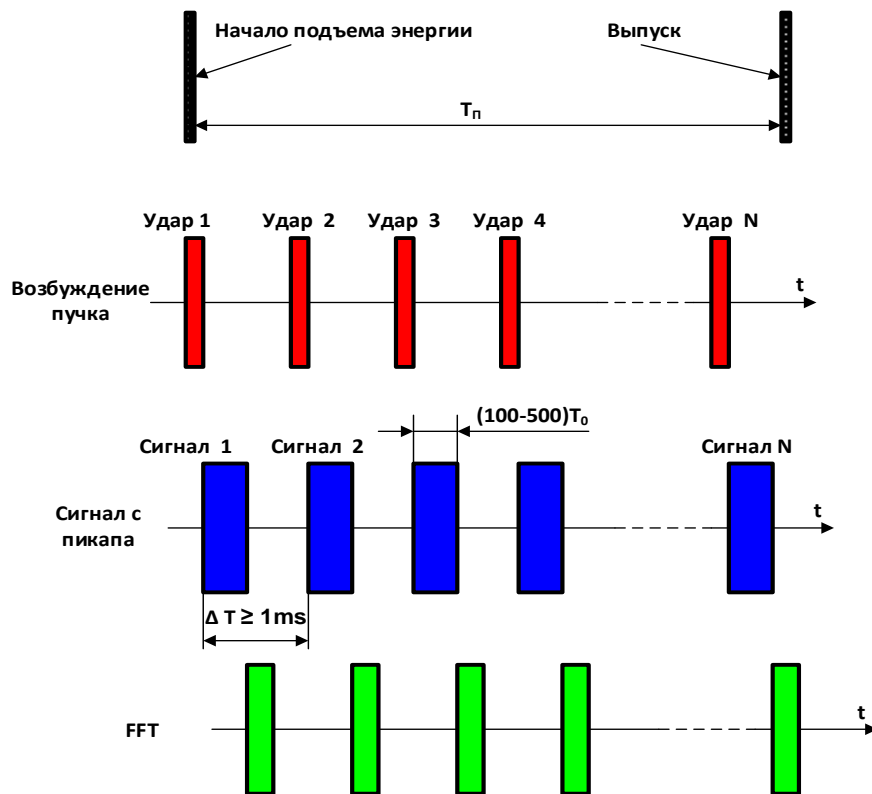 Начало подъема энергии
Выпуск
Tп
Удар 1
Удар 2
Удар 3
Удар 4
Удар N
Возбуждение
пучка
t
(100-500)T₀
Сигнал 1
Сигнал 2
Сигнал N
Сигнал с
пикапа
t
Δ T ≥ 1ms
FFT
t